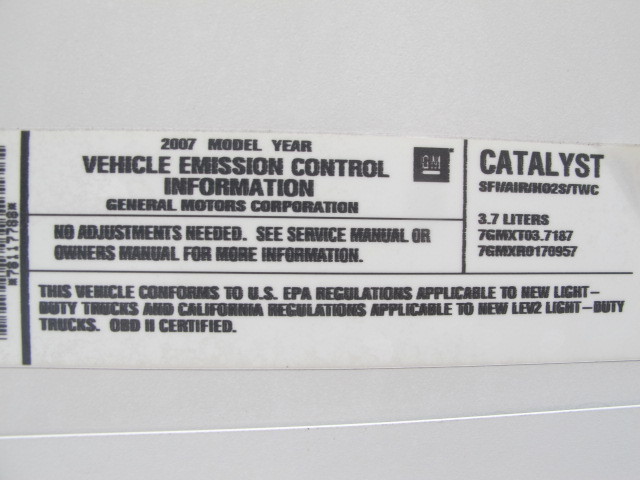 2007 MODEL YEAR
VEHICLE EMISSION CONTROL
INFORMATION
GENERAL MOTORS CORPORATION
GM
NO ADJUSTMENTS NEEDED. SEE SERVICE MANUAL OR
OWNERS MANUAL FOR MORE INFORMATION.
CATALYST
SFI/AIR/HO2S/TWC
3.7 LITERS
7GMXT03.7187
7GMXR0170957
THIS VEHICLE CONFORMS TO U.S. EPA REGULATIONS APPLICABLE TO NEW LIGHT-
DUTY TRUCKS AND CALIFORNIA REGULATIONS APPLICABLE TO NEW LEV2 LIGHT-DUTY
TRUCKS. OBD II CERTIFIED.
*78117788*